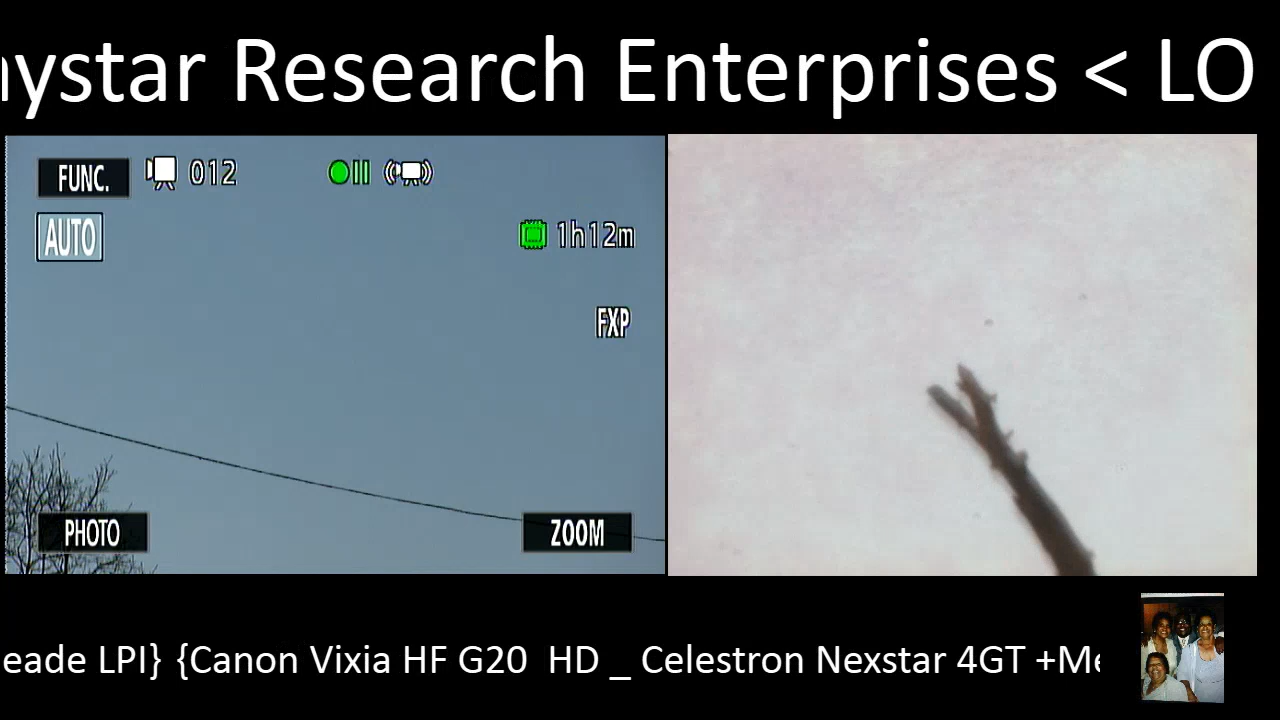 ystar Research Enterprises < LO
FUNC. 012
AUTO
1h12m
FXP
PHOTO ZOOM
eade LPI} {Canon Vixia HF G20 HD _ Celestron Nexstar 4GT +Me